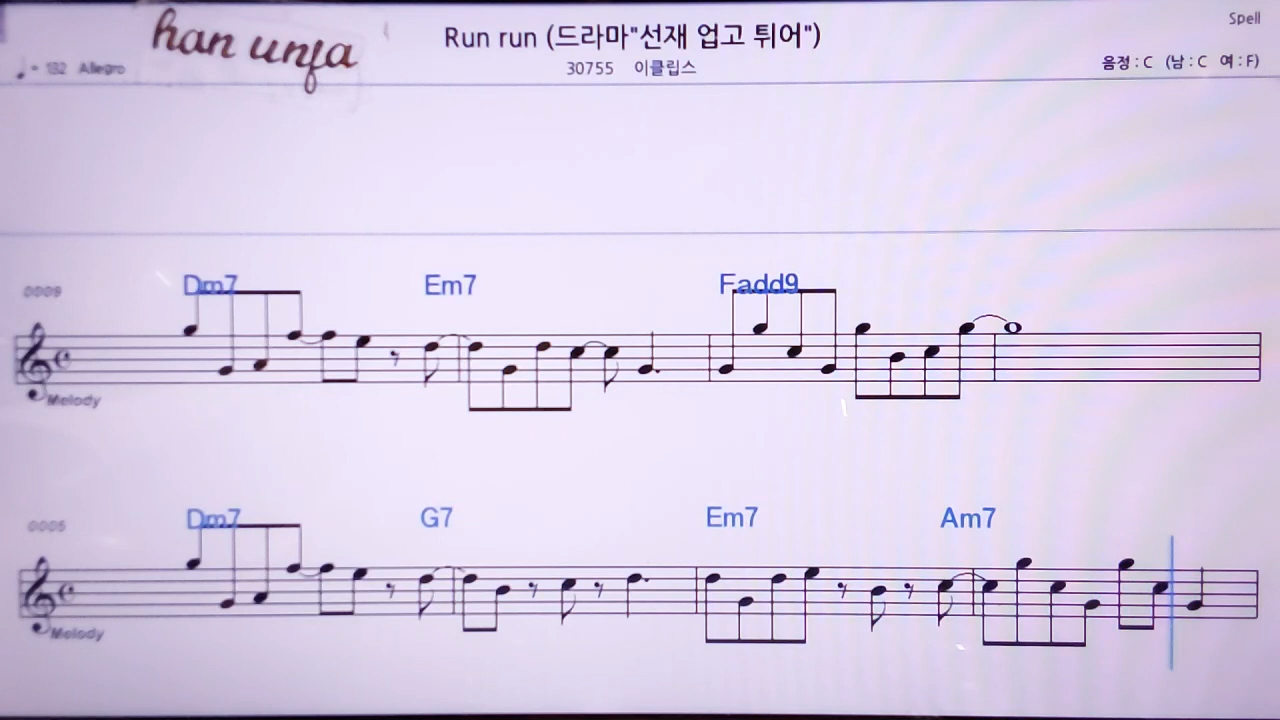 han unja
Run run (드라마"선재 업고 튀어")
Spell
♩= 132 Allegro
30755 이클립스
음정 : C (남 : C 여 : F)
Dm7 Em7 Fadd9
0009
Melody
Dm7 G7 Em7 Am7
0005
Melody